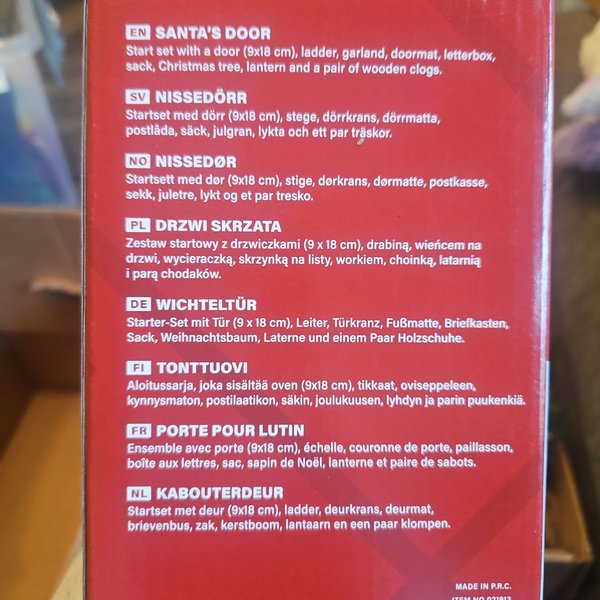 EN SANTA'S DOOR
Start set with a door (9x18 cm), ladder, garland, doormat, letterbox,
sack, Christmas tree, lantern and a pair of wooden clogs.
SV NISSEDÖRR
Startset med dörr (9x18 cm), stege, dörrkrans, dörrmatta,
postlåda, säck, julgran, lykta och ett par träskor.
NO NISSEDØR
Startsett med dør (9x18 cm), stige, dørkrans, dørmatte, postkasse,
sekk, juletre, lykt og et par tresko.
PL DRZWI SKRZATA
Zestaw startowy z drzwiczkami (9 x 18 cm), drabiną, wieńcem na
drzwi, wycieraczką, skrzynką na listy, workiem, choinką, latarnią
i parą chodaków.
DE WICHTELTÜR
Starter-Set mit Tür (9 x 18 cm), Leiter, Türkranz, Fußmatte, Briefkasten,
Sack, Weihnachtsbaum, Laterne und einem Paar Holzschuhe.
FI TONTTUOVI
Aloitussarja, joka sisältää oven (9x18 cm), tikkaat, oviseppeleen,
kynnysmaton, postilaatikon, säkin, joulukuusen, lyhdyn ja parin puukenkiä.
FR PORTE POUR LUTIN
Ensemble avec porte (9x18 cm), échelle, couronne de porte, paillasson,
boîte aux lettres, sac, sapin de Noël, lanterne et paire de sabots.
NL KABOUTERDEUR
Startset met deur (9x18 cm), ladder, deurkrans, deurmat,
brievenbus, zak, kerstboom, lantaarn en een paar klompen.
MADE IN P.R.C.
ITEM NO 031913